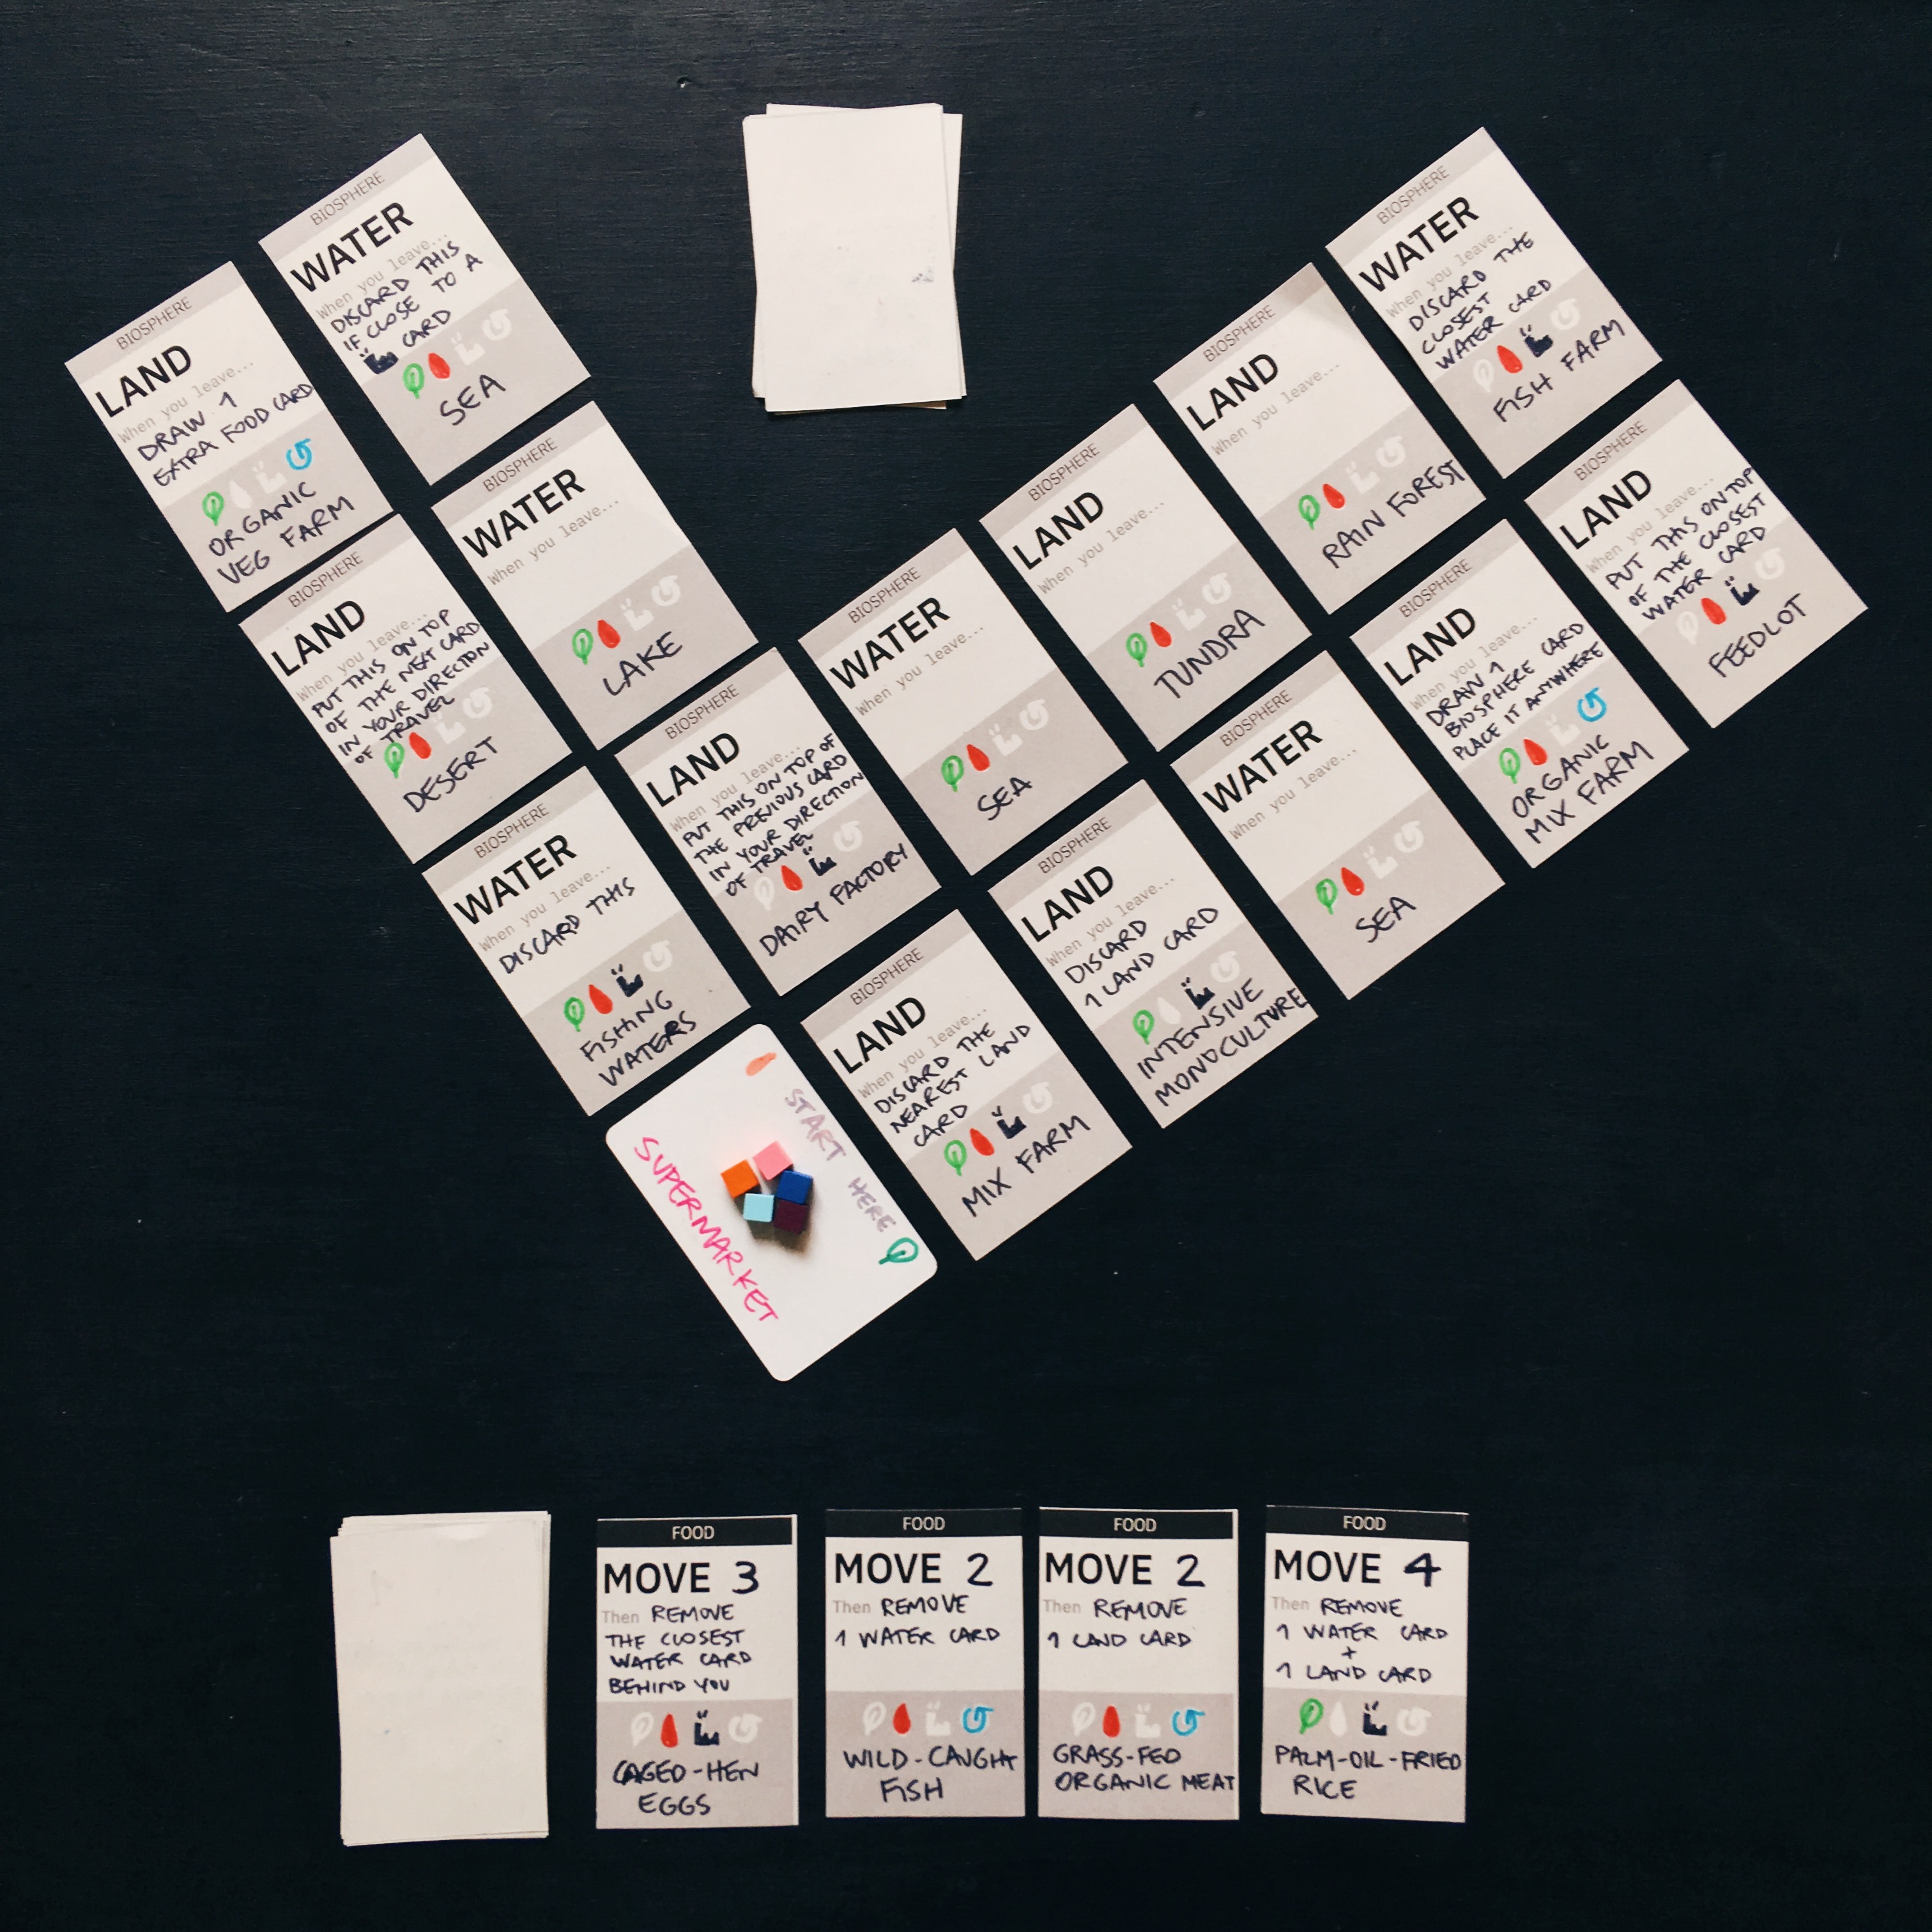 BIOSPHERE
LAND
When you leave...
DRAW 1
EXTRA FOOD CARD
ORGANIC
VEG FARM
BIOSPHERE
WATER
When you leave...
DISCARD THIS
IF CLOSE TO A
CARD
SEA
BIOSPHERE
LAND
When you leave...
PUT THIS ON TOP
OF THE NEXT CARD
IN YOUR DIRECTION
OF TRAVEL
DESERT
BIOSPHERE
WATER
When you leave...
LAKE
BIOSPHERE
WATER
When you leave...
DISCARD THIS
FISHING
WATERS
BIOSPHERE
LAND
When you leave...
PUT THIS ON TOP OF
THE PREVIOUS CARD
IN YOUR DIRECTION
OF TRAVEL
DAIRY FACTORY
BIOSPHERE
WATER
When you leave...
SEA
BIOSPHERE
LAND
When you leave...
TUNDRA
BIOSPHERE
LAND
When you leave...
RAIN FOREST
BIOSPHERE
WATER
When you leave...
DISCARD THE
CLOSEST
WATER CARD
FISH FARM
START HERE
SUPERMARKET
BIOSPHERE
LAND
When you leave...
DISCARD THE
NEAREST LAND
CARD
MIX FARM
BIOSPHERE
LAND
When you leave...
DISCARD
1 LAND CARD
INTENSIVE
MONOCULTURE
BIOSPHERE
WATER
When you leave...
SEA
BIOSPHERE
LAND
When you leave...
DRAW 1
BIOSPHERE CARD
PLACE IT ANYWHERE
ORGANIC
MIX FARM
BIOSPHERE
LAND
When you leave...
PUT THIS ON TOP
OF THE CLOSEST
WATER CARD
FEEDLOT
FOOD
MOVE 3
Then REMOVE
THE CLOSEST
WATER CARD
BEHIND YOU
CAGED-HEN
EGGS
FOOD
MOVE 2
Then REMOVE
1 WATER CARD
WILD-CAUGHT
FISH
FOOD
MOVE 2
Then REMOVE
1 LAND CARD
GRASS-FED
ORGANIC MEAT
FOOD
MOVE 4
Then REMOVE
1 WATER CARD
+
1 LAND CARD
PALM-OIL-FRIED
RICE